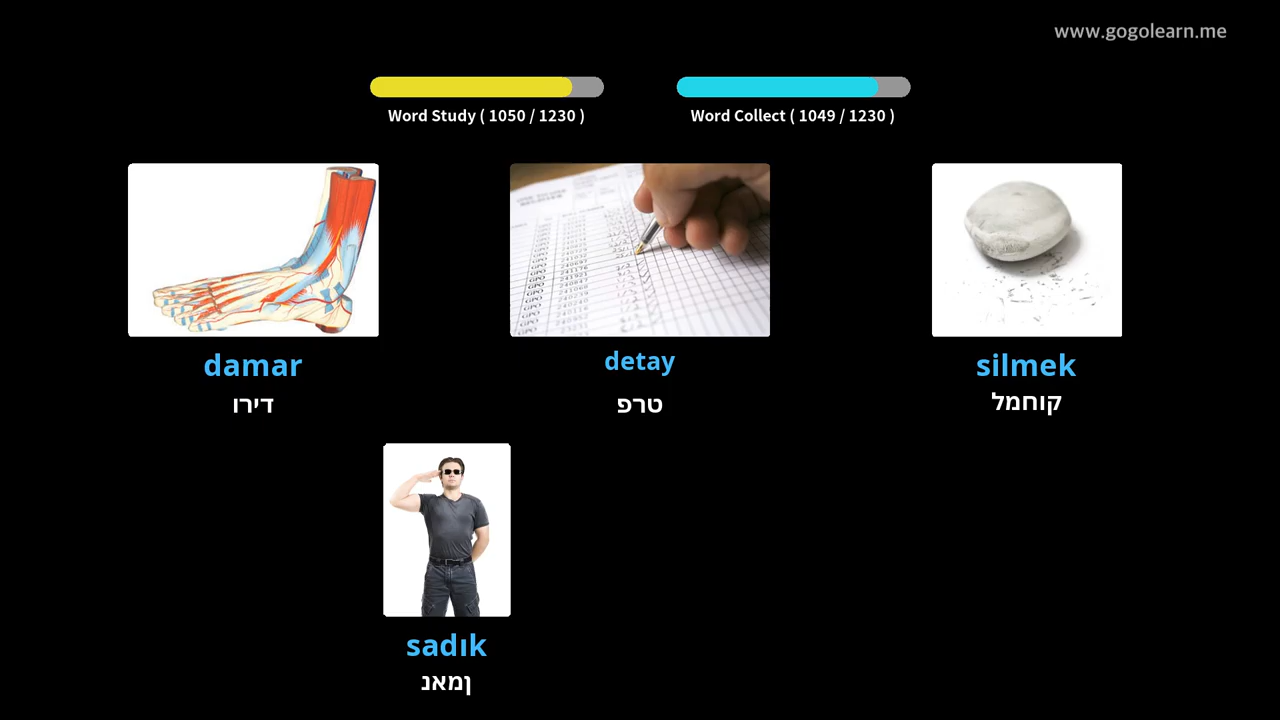 www.gogolearn.me
Word Study ( 1050 / 1230 )
Word Collect ( 1049 / 1230 )
damar
דירו
detay
טרפ
silmek
קוחמל
sadık
ןמאנ